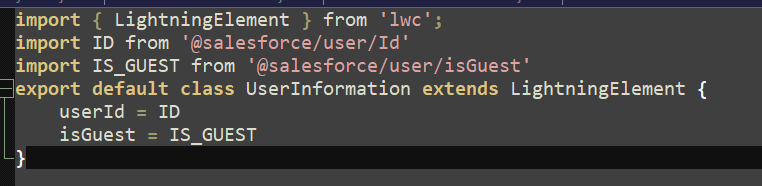 import { LightningElement } from 'lwc';
import ID from '@salesforce/user/Id'
import IS_GUEST from '@salesforce/user/isGuest'
export default class UserInformation extends LightningElement {
    userId = ID
    isGuest = IS_GUEST
}